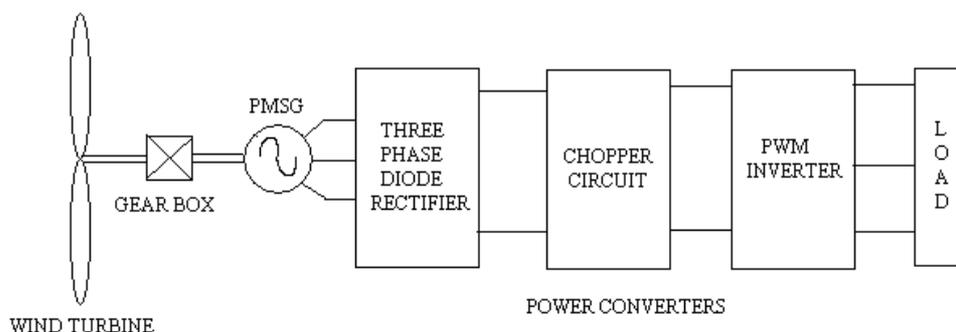 PMSG
GEAR BOX
WIND TURBINE
THREE
PHASE
DIODE
RECTIFIER
CHOPPER
CIRCUIT
PWM
INVERTER
L
O
A
D
POWER CONVERTERS